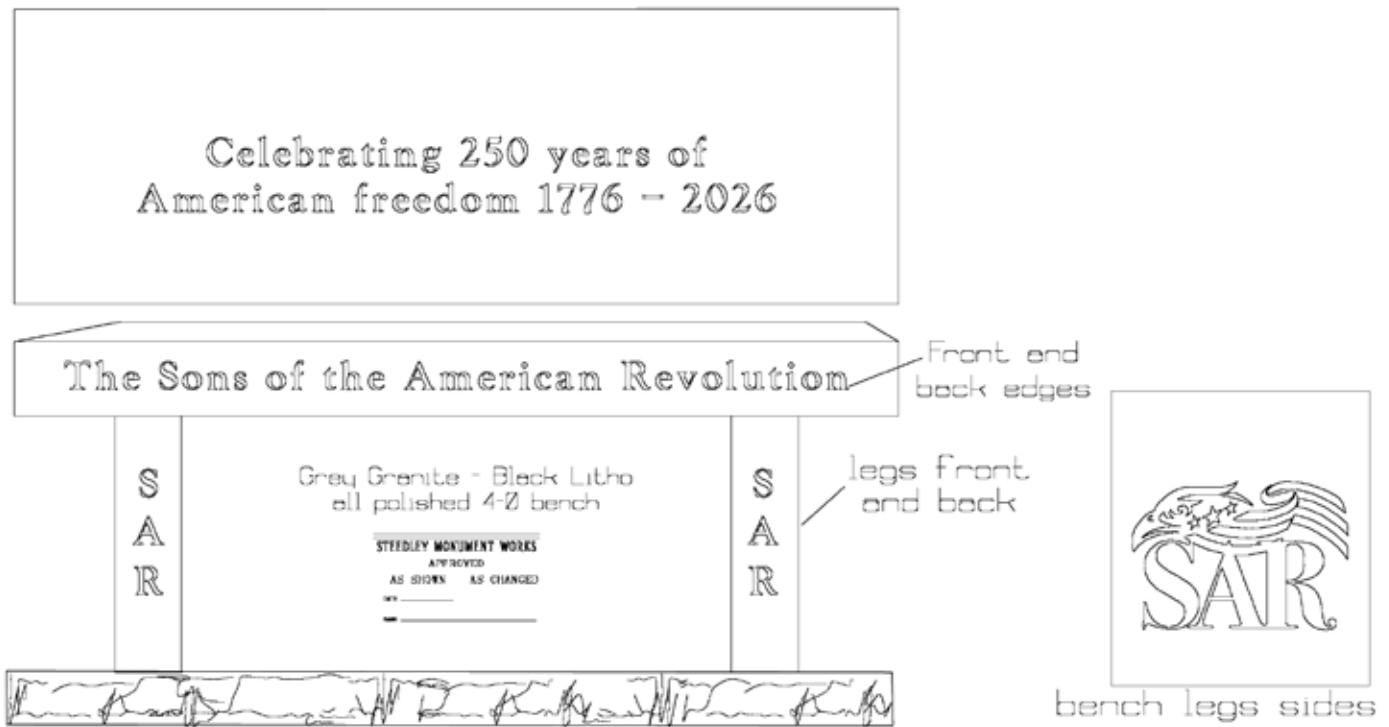 Celebrating 250 years of
American freedom 1776 – 2026
The Sons of the American Revolution
Front and
back edges
S
A
R
Grey Granite - Black Litho
all polished 4-0 bench
STEEDLEY MONUMENT WORKS
APPROVED
AS SHOWN AS CHANGED
DATE
S
A
R
legs front
and back
SAR
bench legs sides